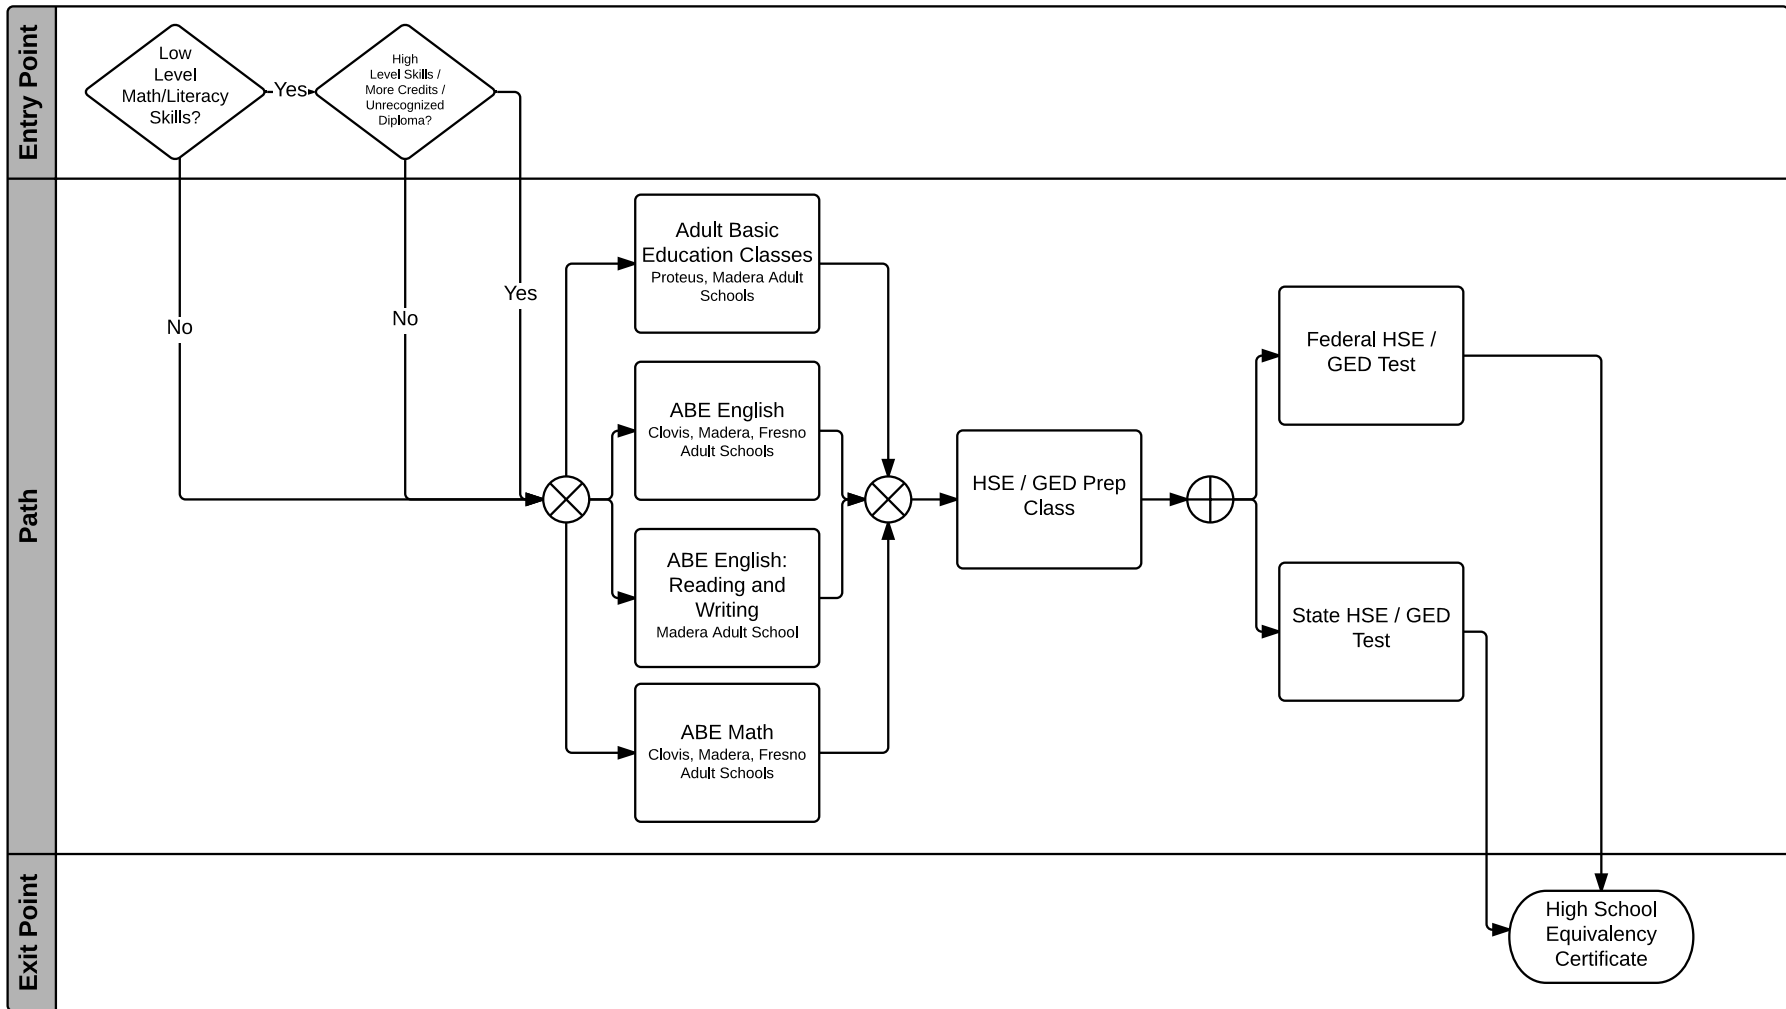 Entry Point
Low
Level
Math/Literacy
Skills?
Yes
High
Level Skills /
More Credits /
Unrecognized
Diploma?
Path
No
No
Yes
Adult Basic
Education Classes
Proteus, Madera Adult
Schools
ABE English
Clovis, Madera, Fresno
Adult Schools
ABE English:
Reading and
Writing
Madera Adult School
ABE Math
Clovis, Madera, Fresno
Adult Schools
HSE / GED Prep
Class
Federal HSE /
GED Test
State HSE / GED
Test
Exit Point
High School
Equivalency
Certificate